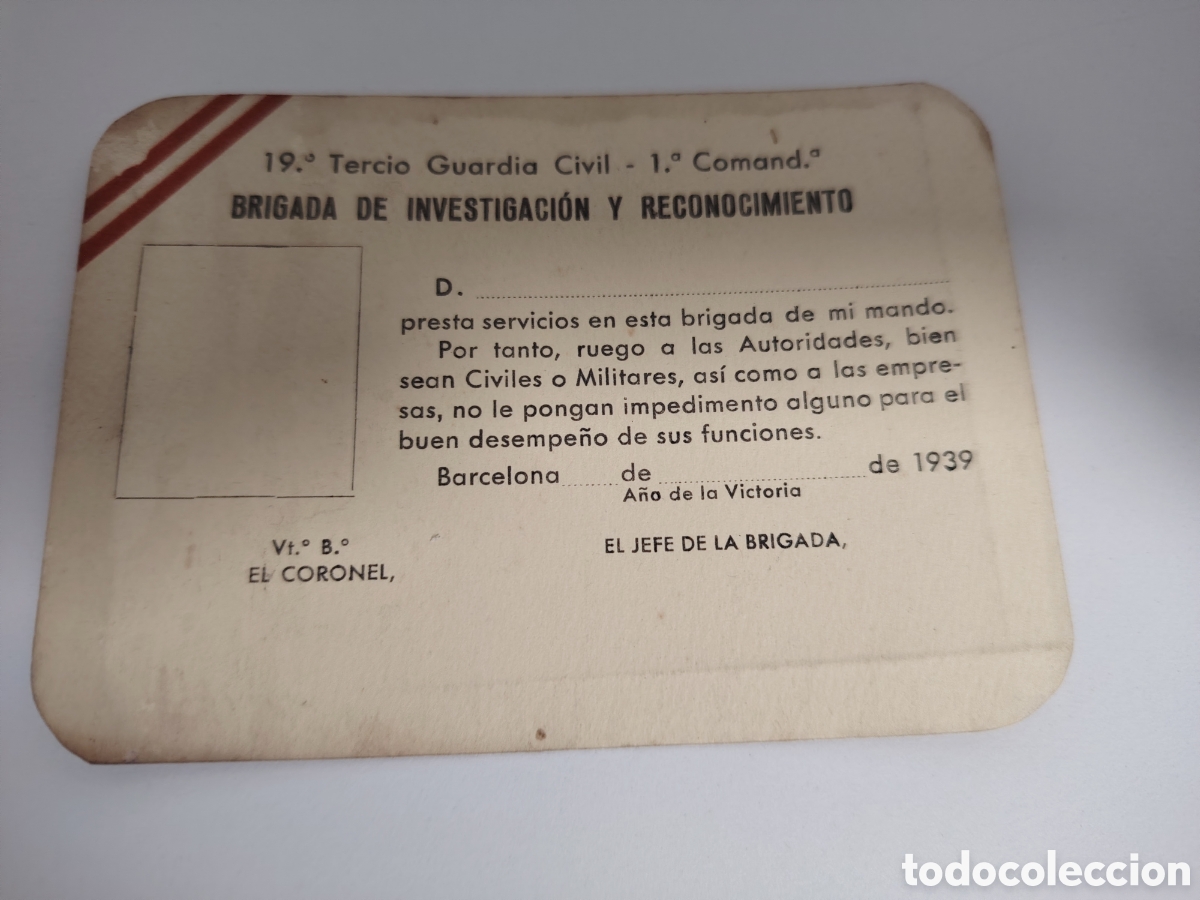 19.º Tercio Guardia Civil - 1.ª Comand.ª
BRIGADA DE INVESTIGACIÓN Y RECONOCIMIENTO
D. 
presta servicios en esta brigada de mi mando.
Por tanto, ruego a las Autoridades, bien
sean Civiles o Militares, así como a las empre-
sas, no le pongan impedimento alguno para el
buen desempeño de sus funciones.
Barcelona de de 1939
Año de la Victoria
Vt.º B.º
EL CORONEL,
EL JEFE DE LA BRIGADA,
todocoleccion